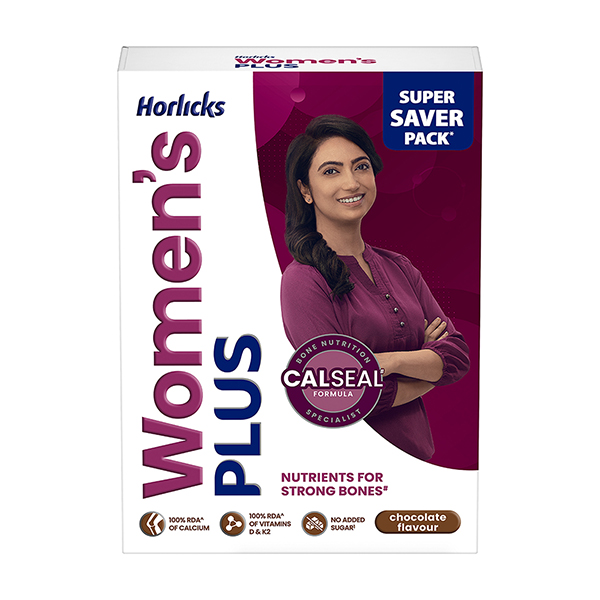 Horlicks
Women's
PLUS
Horlicks
Women's
PLUS
SUPER
SAVER
PACK*
BONE NUTRITION
CALSEAL#
FORMULA
SPECIALIST
NUTRIENTS FOR
STRONG BONES#
100% RDA^
OF CALCIUM
100% RDA^
OF VITAMINS
D & K2
NO ADDED
SUGAR!
chocolate
flavour